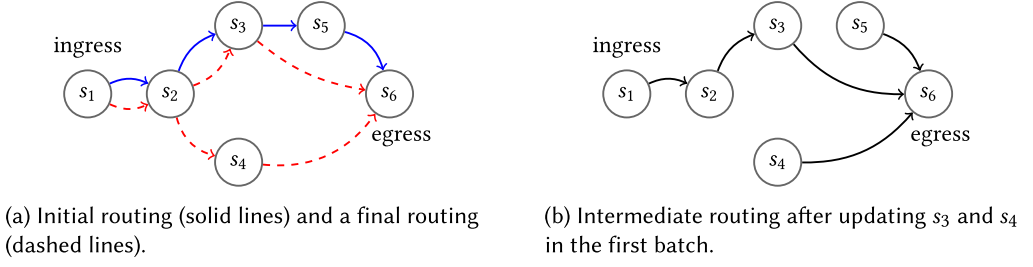 s3
s5
ingress
s1
s2
s6
egress
s4
(a) Initial routing (solid lines) and a final routing
(dashed lines).
s3
s5
ingress
s1
s2
s6
egress
s4
(b) Intermediate routing after updating s3 and s4
in the first batch.